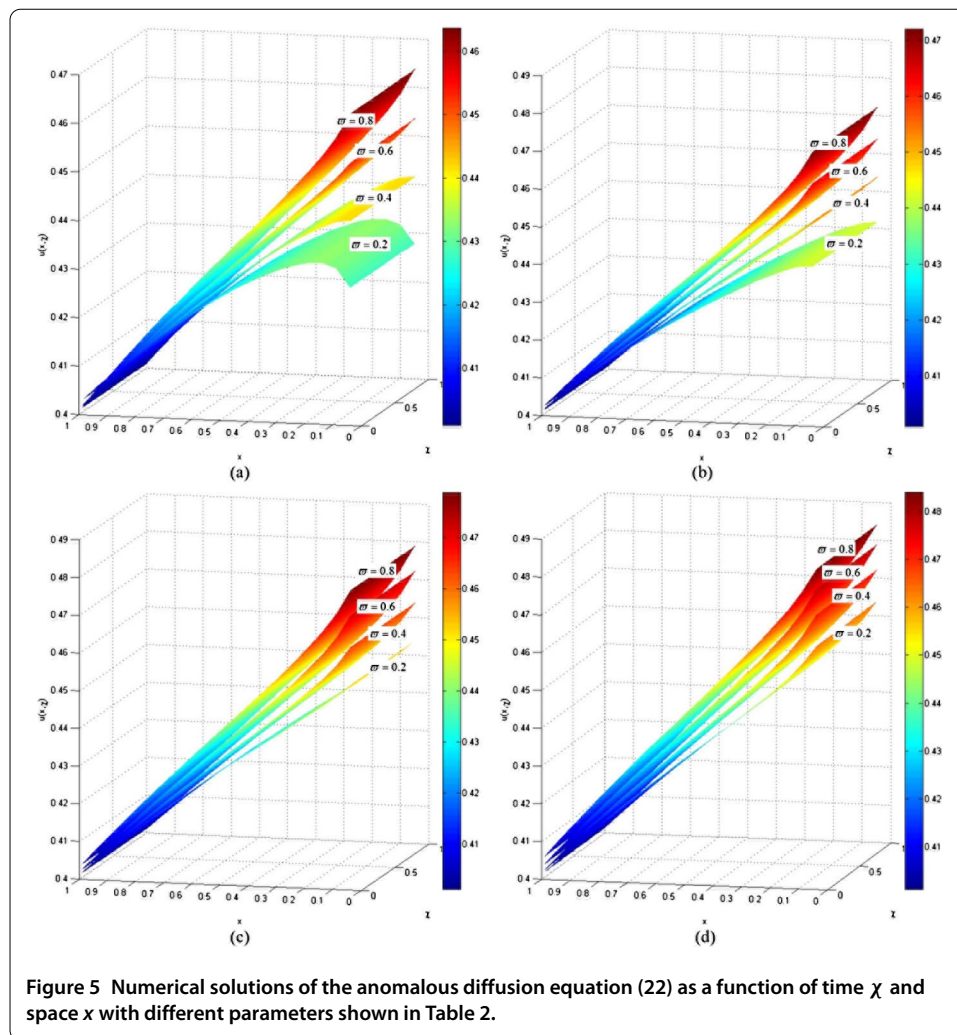 0.47
0.46
0.45
0.44
0.43
0.42
0.41
0.4
u(x,χ)
1 0.9 0.8 0.7 0.6 0.5 0.4 0.3 0.2 0.1 0
x
0 0.5 1
χ
ϖ = 0.8
ϖ = 0.6
ϖ = 0.4
ϖ = 0.2
0.46
0.45
0.44
0.43
0.42
0.41
(a)
0.49
0.48
0.47
0.46
0.45
0.44
0.43
0.42
0.41
0.4
u(x,χ)
1 0.9 0.8 0.7 0.6 0.5 0.4 0.3 0.2 0.1 0
x
0 0.5 1
χ
ϖ = 0.8
ϖ = 0.6
ϖ = 0.4
ϖ = 0.2
0.47
0.46
0.45
0.44
0.43
0.42
0.41
(b)
0.49
0.48
0.47
0.46
0.45
0.44
0.43
0.42
0.41
0.4
u(x,χ)
1 0.9 0.8 0.7 0.6 0.5 0.4 0.3 0.2 0.1 0
x
0 0.5 1
χ
ϖ = 0.8
ϖ = 0.6
ϖ = 0.4
ϖ = 0.2
0.47
0.46
0.45
0.44
0.43
0.42
0.41
(c)
0.49
0.48
0.47
0.46
0.45
0.44
0.43
0.42
0.41
0.4
u(x,χ)
1 0.9 0.8 0.7 0.6 0.5 0.4 0.3 0.2 0.1 0
x
0 0.5 1
χ
ϖ = 0.8
ϖ = 0.6
ϖ = 0.4
ϖ = 0.2
0.48
0.47
0.46
0.45
0.44
0.43
0.42
0.41
(d)
Figure 5 Numerical solutions of the anomalous diffusion equation (22) as a function of time χ and
space x with different parameters shown in Table 2.